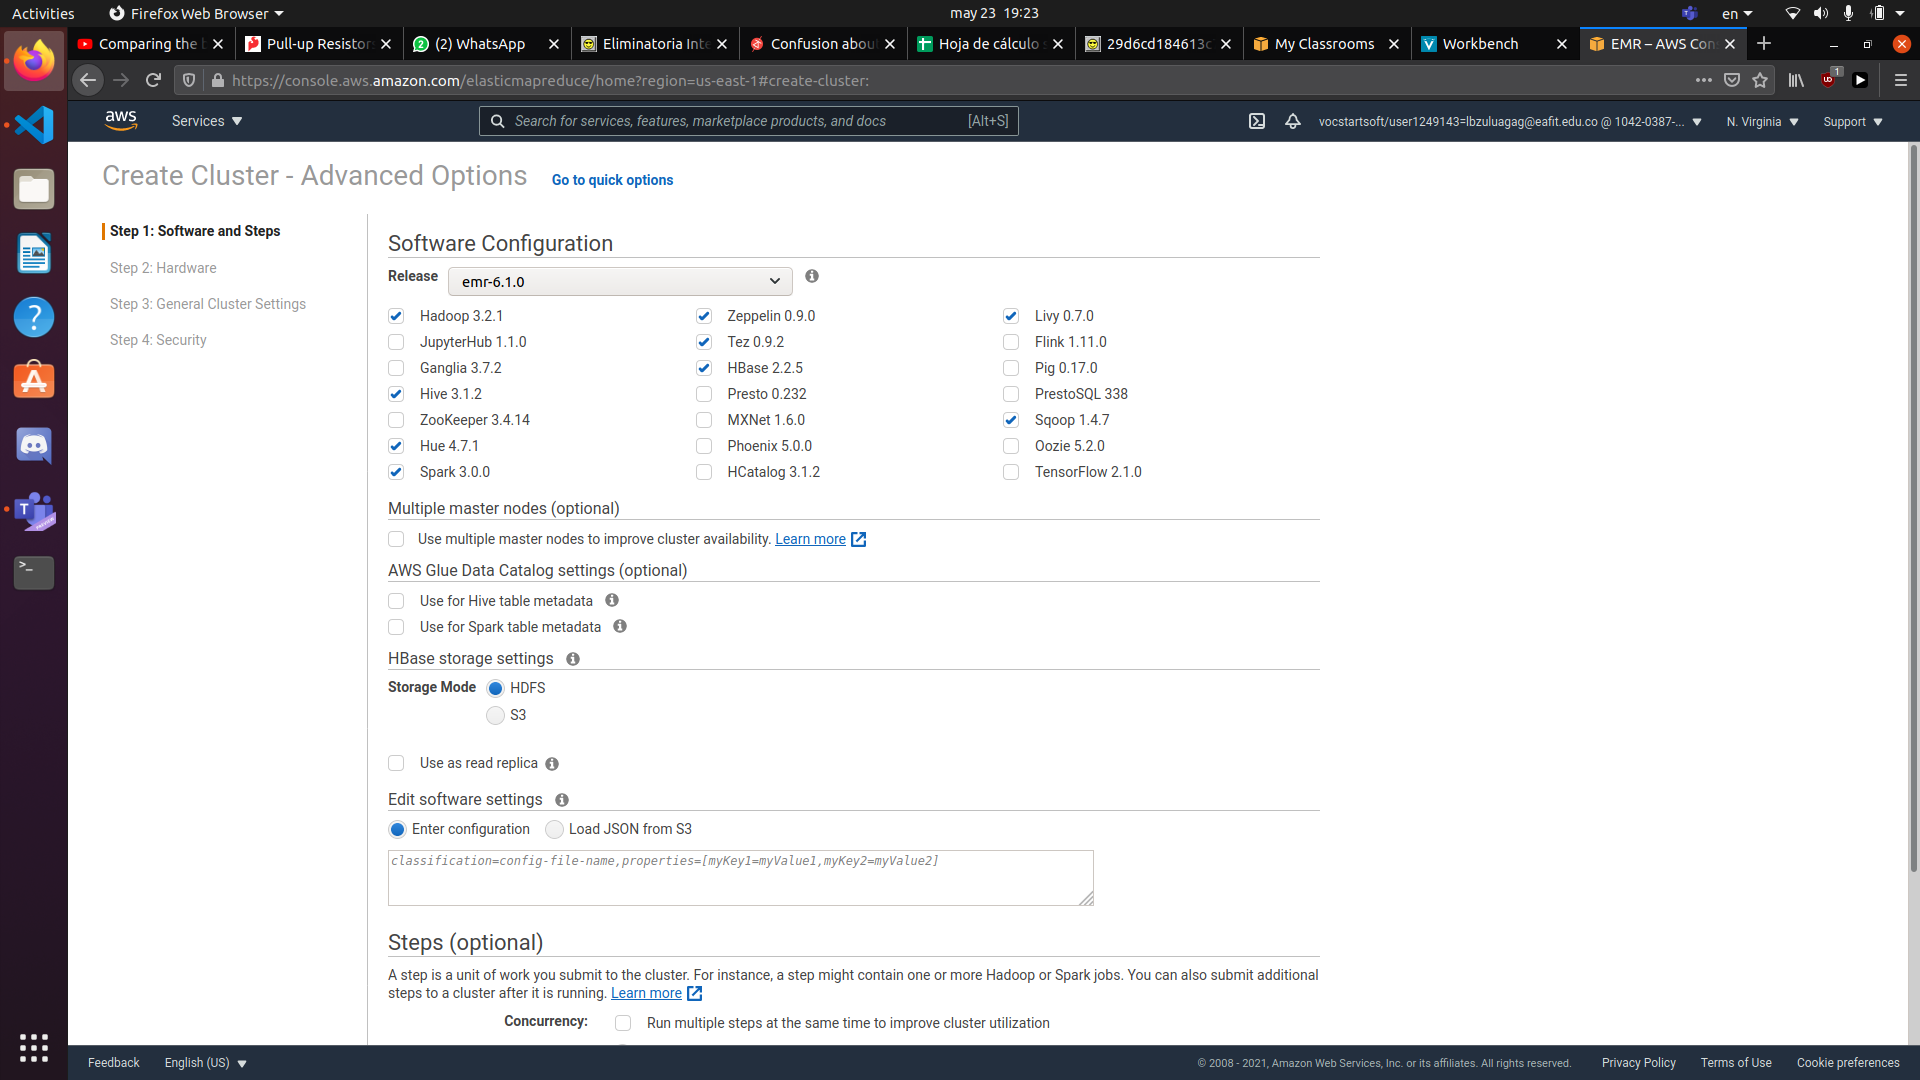 Activities
Firefox Web Browser
may 23 19:23
en
Comparing the b
Pull-up Resistors
(2) WhatsApp
Eliminatoria Inte
Confusion about
Hoja de cálculo s
29d6cd184613c
My Classrooms
Workbench
EMR – AWS Cons
https://console.aws.amazon.com/elasticmapreduce/home?region=us-east-1#create-cluster:
1
aws
Services
Search for services, features, marketplace products, and docs
[Alt+S]
vocstartsoft/user1249143=lbzuluagag@eafit.edu.co @ 1042-0387-...
N. Virginia
Support
Create Cluster - Advanced Options
Go to quick options
Step 1: Software and Steps
Step 2: Hardware
Step 3: General Cluster Settings
Step 4: Security
Software Configuration
Release
emr-6.1.0
Hadoop 3.2.1
Zeppelin 0.9.0
Livy 0.7.0
JupyterHub 1.1.0
Tez 0.9.2
Flink 1.11.0
Ganglia 3.7.2
HBase 2.2.5
Pig 0.17.0
Hive 3.1.2
Presto 0.232
PrestoSQL 338
ZooKeeper 3.4.14
MXNet 1.6.0
Sqoop 1.4.7
Hue 4.7.1
Phoenix 5.0.0
Oozie 5.2.0
Spark 3.0.0
HCatalog 3.1.2
TensorFlow 2.1.0
Multiple master nodes (optional)
Use multiple master nodes to improve cluster availability. Learn more
AWS Glue Data Catalog settings (optional)
Use for Hive table metadata
Use for Spark table metadata
HBase storage settings
Storage Mode
HDFS
S3
Use as read replica
Edit software settings
Enter configuration
Load JSON from S3
classification=config-file-name,properties=[myKey1=myValue1,myKey2=myValue2]
Steps (optional)
A step is a unit of work you submit to the cluster. For instance, a step might contain one or more Hadoop or Spark jobs. You can also submit additional
steps to a cluster after it is running. Learn more
Concurrency:
Run multiple steps at the same time to improve cluster utilization
Feedback
English (US)
© 2008 - 2021, Amazon Web Services, Inc. or its affiliates. All rights reserved.
Privacy Policy
Terms of Use
Cookie preferences